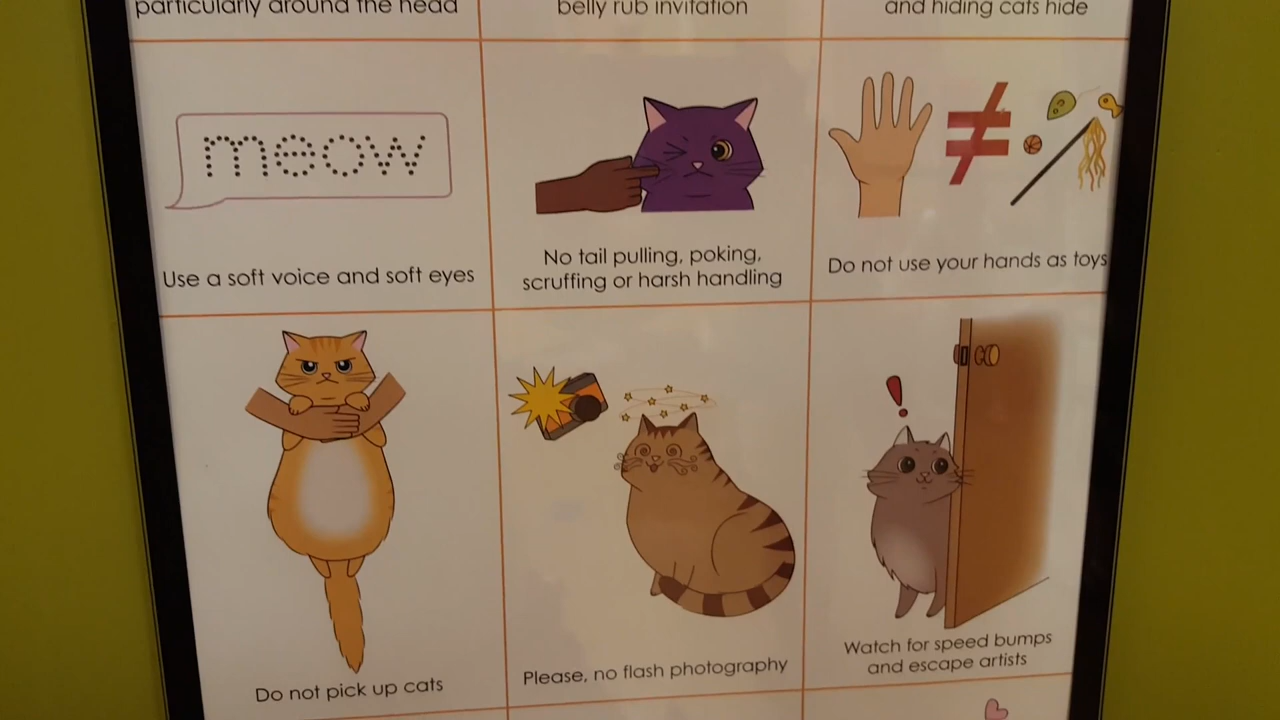 particularly around the head
belly rub invitation
and hiding cats hide
meow
Use a soft voice and soft eyes
No tail pulling, poking,
scruffing or harsh handling
Do not use your hands as toys
!
Do not pick up cats
Please, no flash photography
Watch for speed bumps
and escape artists